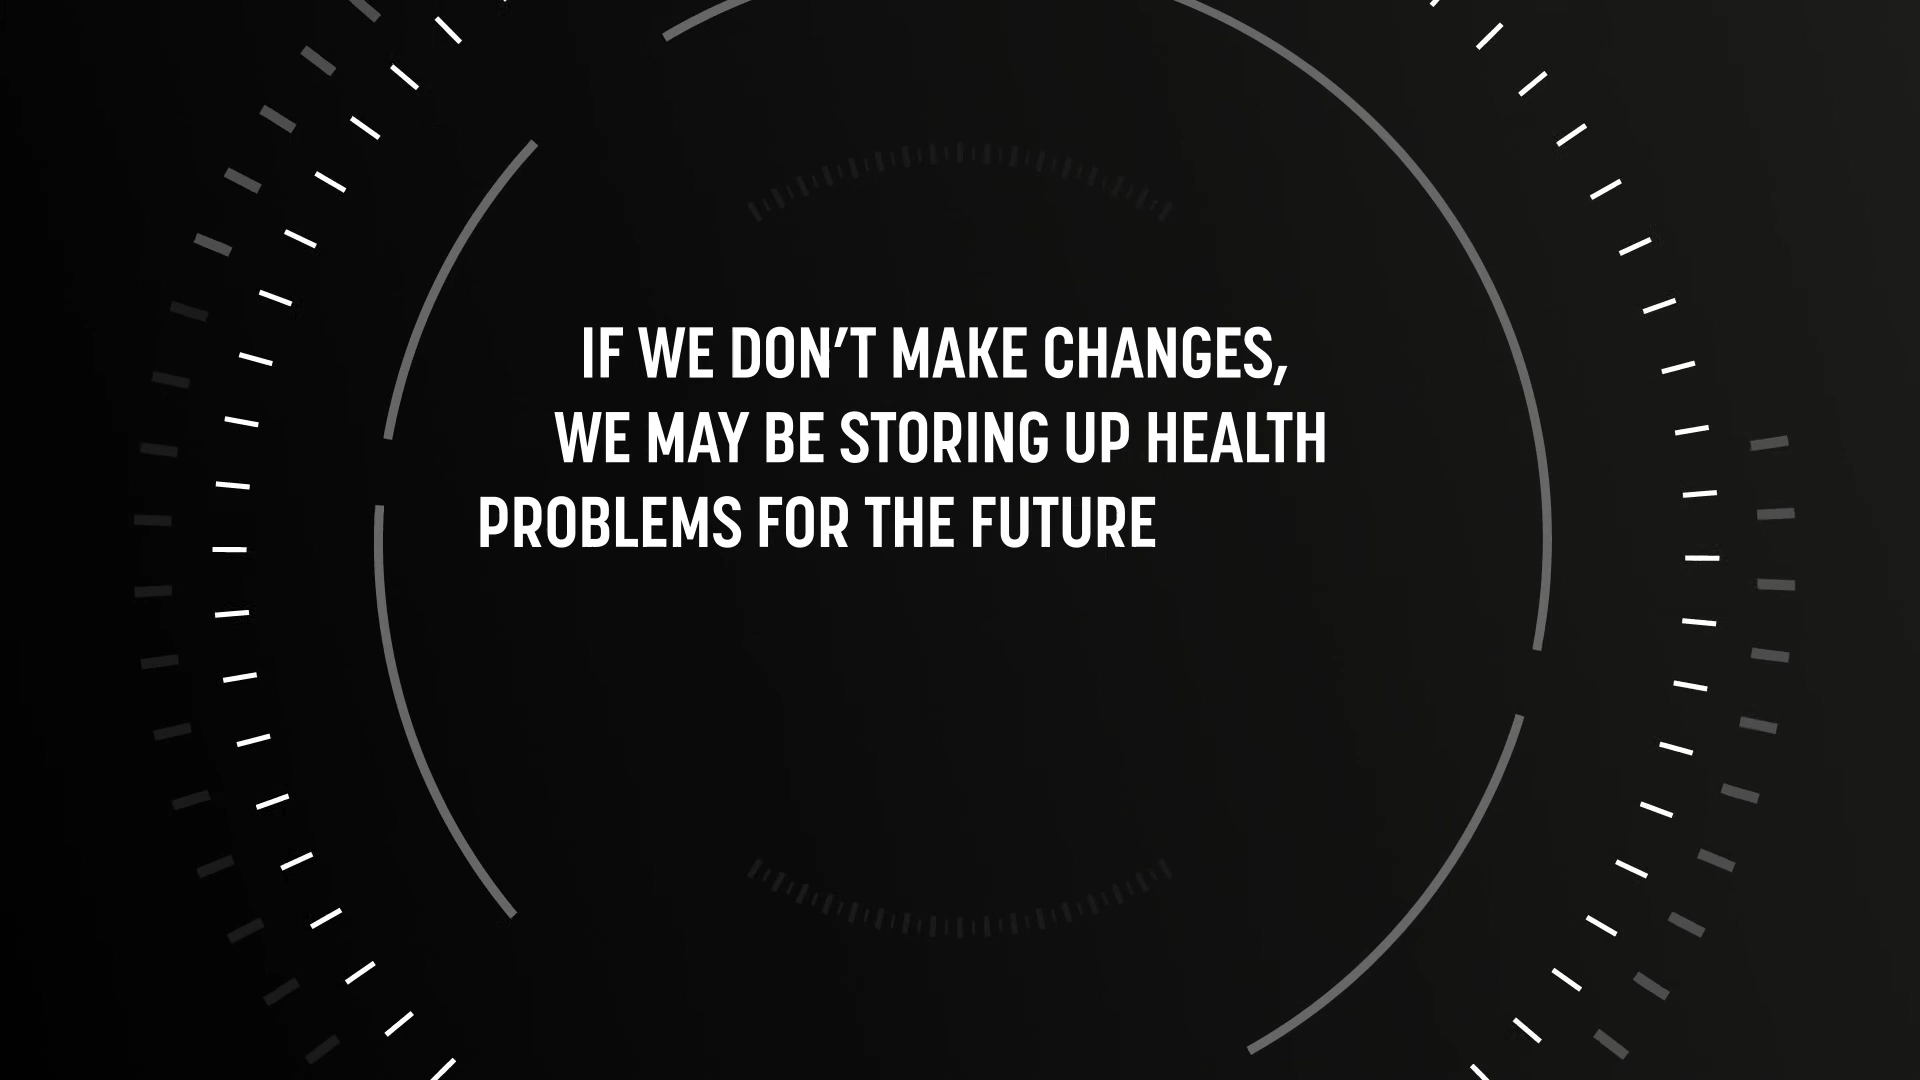 IF WE DON'T MAKE CHANGES,
WE MAY BE STORING UP HEALTH
PROBLEMS FOR THE FUTURE